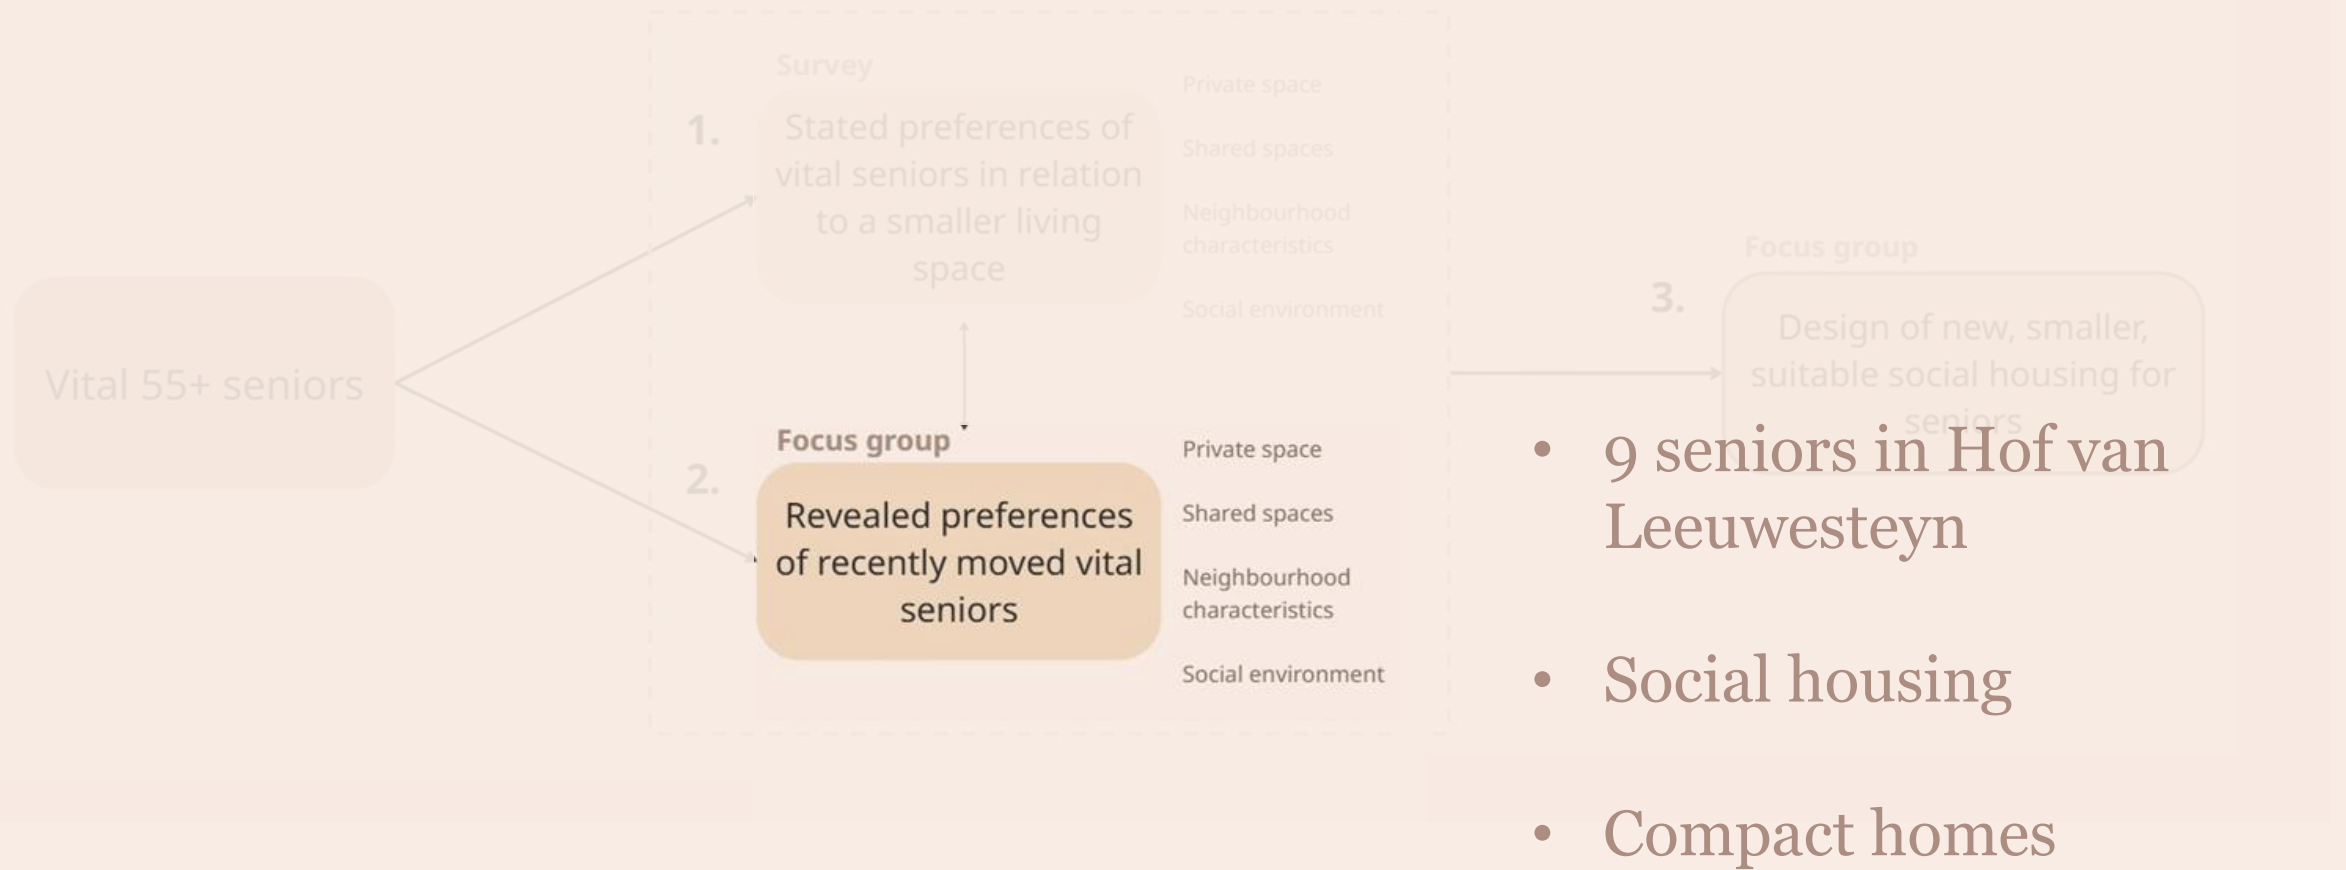 Survey
1.
Stated preferences of
vital seniors in relation
to a smaller living
space
Private space
Shared spaces
Neighbourhood
characteristics
Social environment
Vital 55+ seniors
Focus group
3.
Design of new, smaller,
suitable social housing for
seniors
Focus group
2.
Revealed preferences
of recently moved vital
seniors
Private space
Shared spaces
Neighbourhood
characteristics
Social environment
• 9 seniors in Hof van
Leeuwesteyn
• Social housing
• Compact homes